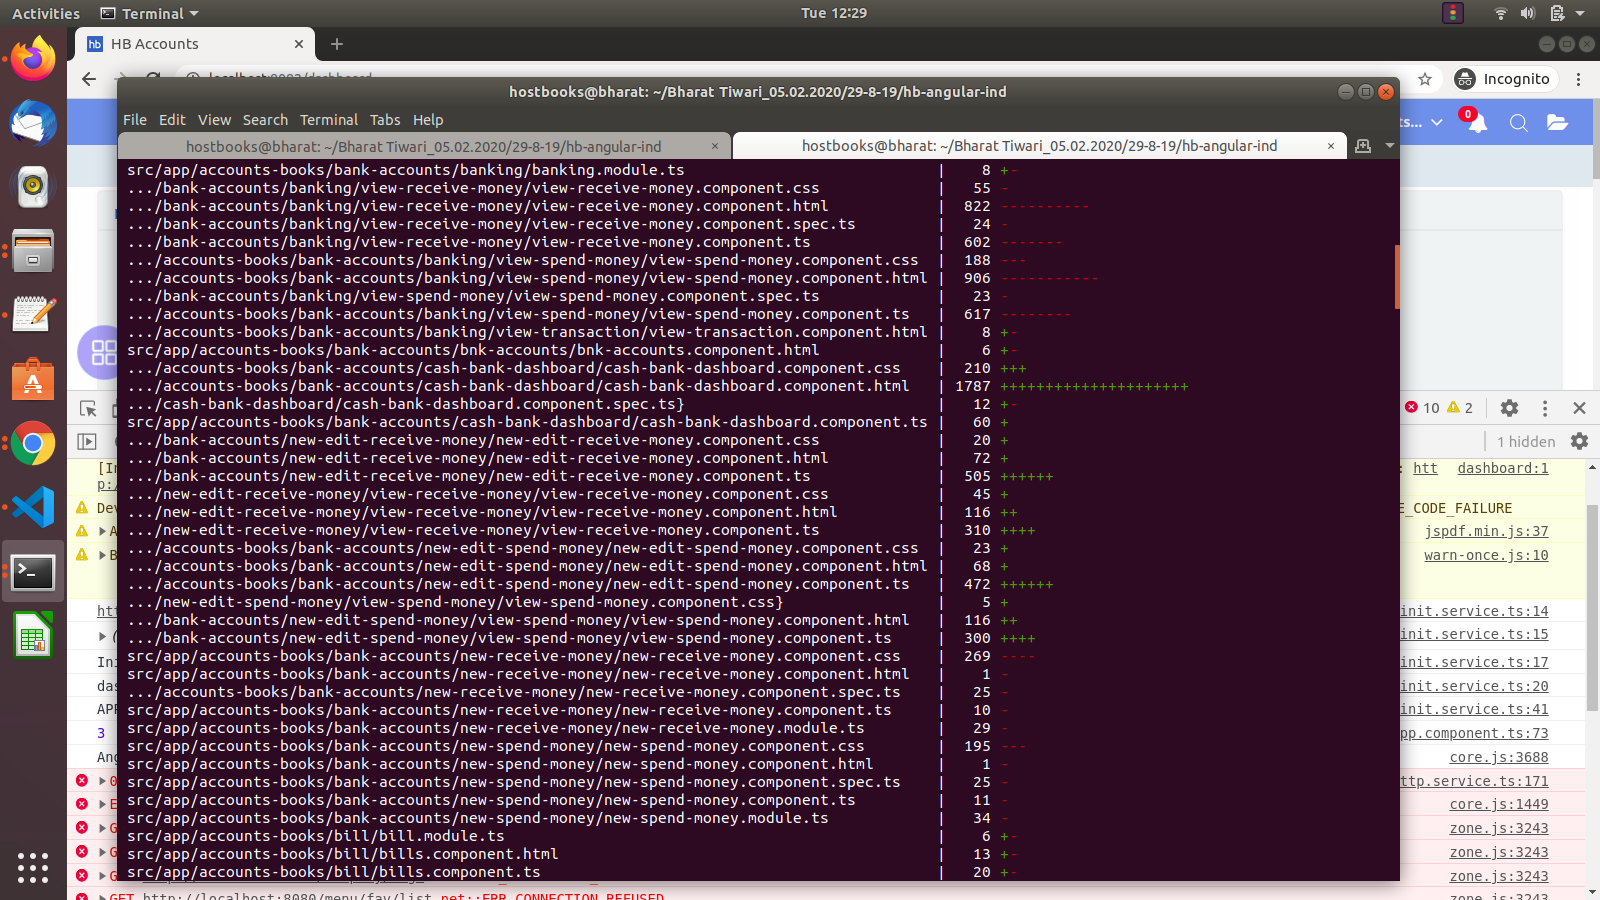 Activities
Terminal
Tue 12:29
HB Accounts
Incognito
hostbooks@bharat: ~/Bharat Tiwari_05.02.2020/29-8-19/hb-angular-ind
File Edit View Search Terminal Tabs Help
hostbooks@bharat: ~/Bharat Tiwari_05.02.2020/29-8-19/hb-angular-ind ×
hostbooks@bharat: ~/Bharat Tiwari_05.02.2020/29-8-19/hb-angular-ind ×
ts...
0
src/app/accounts-books/bank-accounts/banking/banking.module.ts | 8 +-
.../bank-accounts/banking/view-receive-money/view-receive-money.component.css | 55 -
.../bank-accounts/banking/view-receive-money/view-receive-money.component.html | 822 ----------
.../bank-accounts/banking/view-receive-money/view-receive-money.component.spec.ts | 24 -
.../bank-accounts/banking/view-receive-money/view-receive-money.component.ts | 602 -------
.../accounts-books/bank-accounts/banking/view-spend-money/view-spend-money.component.css | 188 ---
.../accounts-books/bank-accounts/banking/view-spend-money/view-spend-money.component.html | 906 -----------
.../bank-accounts/banking/view-spend-money/view-spend-money.component.spec.ts | 23 -
.../accounts-books/bank-accounts/banking/view-spend-money/view-spend-money.component.ts | 617 --------
.../accounts-books/bank-accounts/banking/view-transaction/view-transaction.component.html | 8 +-
src/app/accounts-books/bank-accounts/bnk-accounts/bnk-accounts.component.html | 6 +-
.../accounts-books/bank-accounts/cash-bank-dashboard/cash-bank-dashboard.component.css | 210 +++
.../accounts-books/bank-accounts/cash-bank-dashboard/cash-bank-dashboard.component.html | 1787 +++++++++++++++++++++
.../cash-bank-dashboard/cash-bank-dashboard.component.spec.ts} | 12 +-
src/app/accounts-books/bank-accounts/cash-bank-dashboard/cash-bank-dashboard.component.ts | 60 +
.../bank-accounts/new-edit-receive-money/new-edit-receive-money.component.css | 20 +
.../bank-accounts/new-edit-receive-money/new-edit-receive-money.component.html | 72 +
.../bank-accounts/new-edit-receive-money/new-edit-receive-money.component.ts | 505 ++++++
.../new-edit-receive-money/view-receive-money/view-receive-money.component.css | 45 +
.../new-edit-receive-money/view-receive-money/view-receive-money.component.html | 116 ++
.../new-edit-receive-money/view-receive-money/view-receive-money.component.ts | 310 ++++
.../accounts-books/bank-accounts/new-edit-spend-money/new-edit-spend-money.component.css | 23 +
.../accounts-books/bank-accounts/new-edit-spend-money/new-edit-spend-money.component.html | 68 +
.../accounts-books/bank-accounts/new-edit-spend-money/new-edit-spend-money.component.ts | 472 ++++++
.../new-edit-spend-money/view-spend-money/view-spend-money.component.css} | 5 +
.../bank-accounts/new-edit-spend-money/view-spend-money/view-spend-money.component.html | 116 ++
.../bank-accounts/new-edit-spend-money/view-spend-money/view-spend-money.component.ts | 300 ++++
src/app/accounts-books/bank-accounts/new-receive-money/new-receive-money.component.css | 269 ----
src/app/accounts-books/bank-accounts/new-receive-money/new-receive-money.component.html | 1 -
.../accounts-books/bank-accounts/new-receive-money/new-receive-money.component.spec.ts | 25 -
src/app/accounts-books/bank-accounts/new-receive-money/new-receive-money.component.ts | 10 -
src/app/accounts-books/bank-accounts/new-receive-money/new-receive-money.module.ts | 29 -
src/app/accounts-books/bank-accounts/new-spend-money/new-spend-money.component.css | 195 ---
src/app/accounts-books/bank-accounts/new-spend-money/new-spend-money.component.html | 1 -
src/app/accounts-books/bank-accounts/new-spend-money/new-spend-money.component.spec.ts | 25 -
src/app/accounts-books/bank-accounts/new-spend-money/new-spend-money.component.ts | 11 -
src/app/accounts-books/bank-accounts/new-spend-money/new-spend-money.module.ts | 34 -
src/app/accounts-books/bill/bill.module.ts | 6 +-
src/app/accounts-books/bill/bills.component.html | 13 +-
src/app/accounts-books/bill/bills.component.ts | 20 +-
10 2
1 hidden
: htt dashboard:1
E_CODE_FAILURE
jspdf.min.js:37
warn-once.js:10
init.service.ts:14
init.service.ts:15
init.service.ts:17
init.service.ts:20
init.service.ts:41
3
pp.component.ts:73
core.js:3688
ttp.service.ts:171
core.js:1449
zone.js:3243
zone.js:3243
zone.js:3243
GET http://localhost:8080/menu/fav/list net::ERR_CONNECTION_REFUSED
zone.js:3243